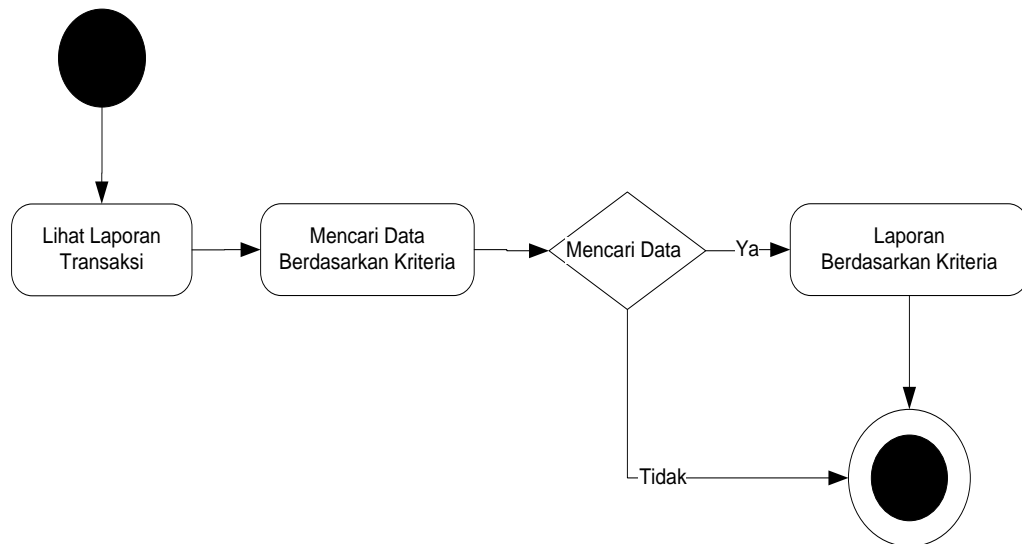 Lihat Laporan
Transaksi
Mencari Data
Berdasarkan Kriteria
Mencari Data
Ya
Laporan
Berdasarkan Kriteria
Tidak